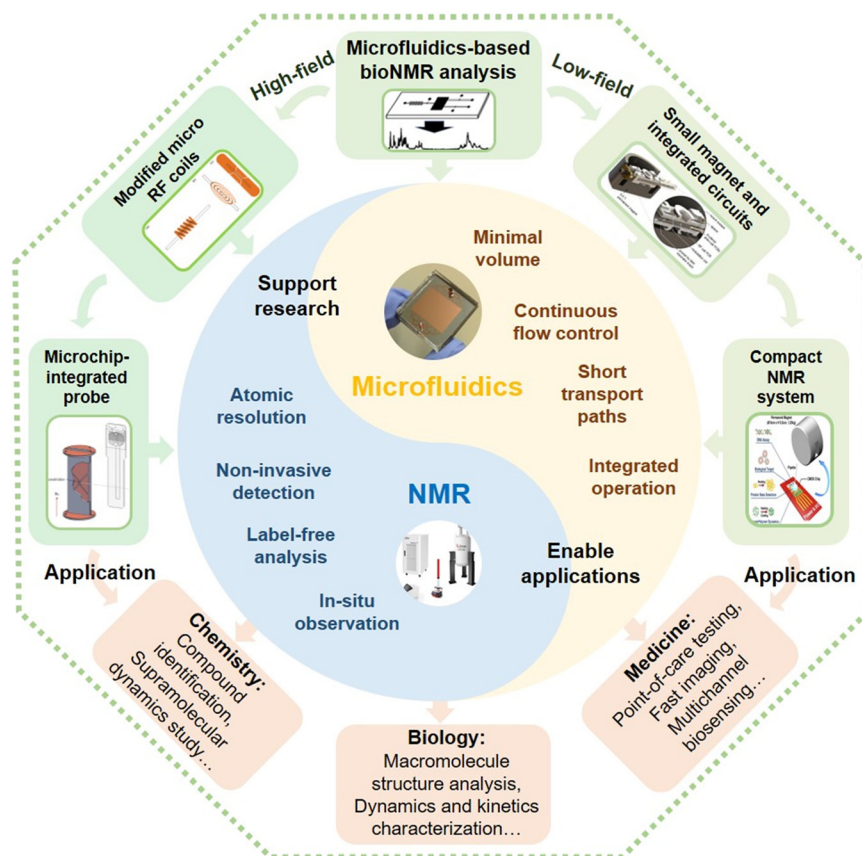 Microfluidics-based
bioNMR analysis
High-field
Low-field
Modified micro
RF coils
Small magnet and
integrated circuits
Support
research
Minimal
volume
Continuous
flow control
Microfluidics
Short
transport
paths
Integrated
operation
Microchip-
integrated
probe
Compact
NMR
system
Atomic
resolution
Non-invasive
detection
Label-free
analysis
In-situ
observation
NMR
Enable
applications
Application
Application
Chemistry:
Compound
identification,
Supramolecular
dynamics study…
Biology:
Macromolecule
structure analysis,
Dynamics and kinetics
characterization…
Medicine:
Point-of-care testing,
Fast imaging,
Multichannel
biosensing…